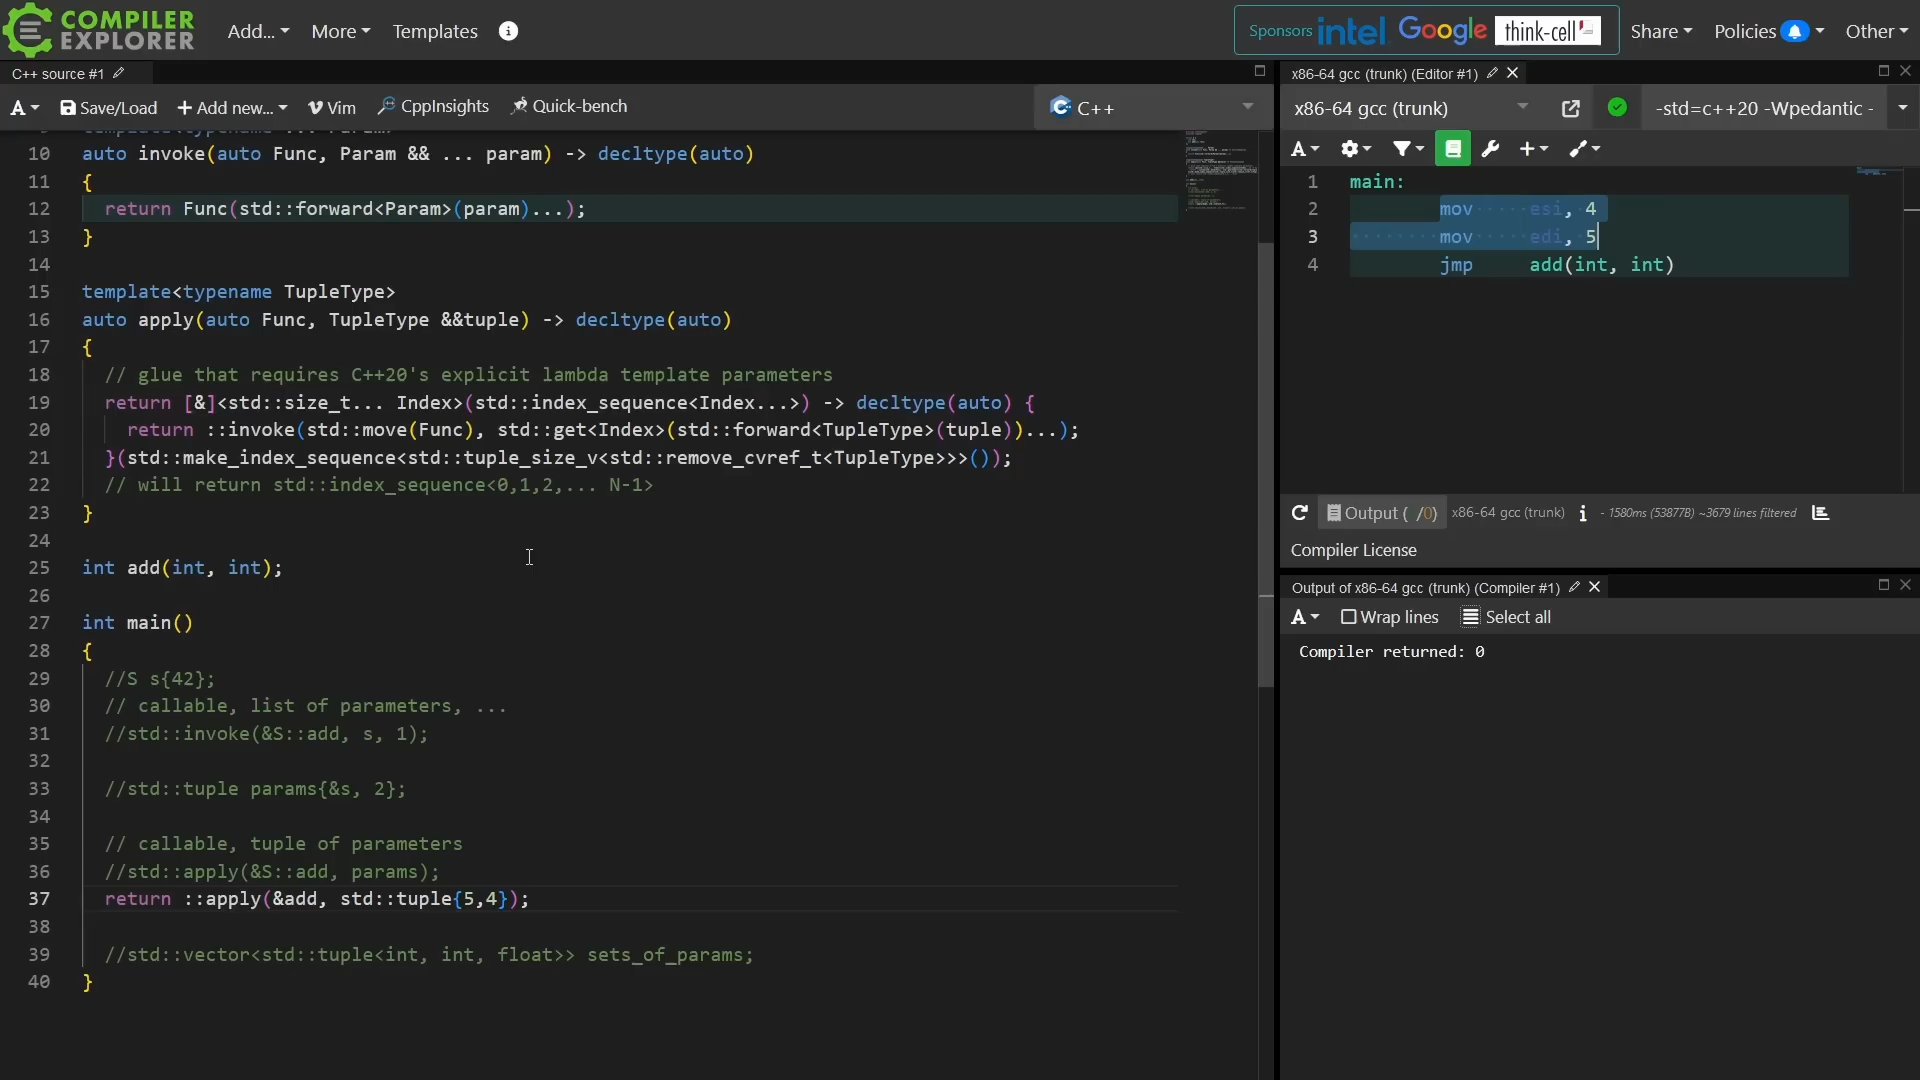 COMPILER
EXPLORER
Add...
More
Templates
Sponsors intel Google think-cell
Share
Policies
Other
C++ source #1
A
Save/Load
Add new...
Vim
CppInsights
Quick-bench
C++
10 auto invoke(auto Func, Param && ... param) -> decltype(auto)
11 {
12 return Func(std::forward<Param>(param)...);
13 }
14
15 template<typename TupleType>
16 auto apply(auto Func, TupleType &&tuple) -> decltype(auto)
17 {
18 // glue that requires C++20's explicit lambda template parameters
19 return [&]<std::size_t... Index>(std::index_sequence<Index...>) -> decltype(auto) {
20 return ::invoke(std::move(Func), std::get<Index>(std::forward<TupleType>(tuple))...);
21 }(std::make_index_sequence<std::tuple_size_v<std::remove_cvref_t<TupleType>>>());
22 // will return std::index_sequence<0,1,2,... N-1>
23 }
24
25 int add(int, int);
26
27 int main()
28 {
29 //S s{42};
30 // callable, list of parameters, ...
31 //std::invoke(&S::add, s, 1);
32
33 //std::tuple params{&s, 2};
34
35 // callable, tuple of parameters
36 //std::apply(&S::add, params);
37 return ::apply(&add, std::tuple{5,4});
38
39 //std::vector<std::tuple<int, int, float>> sets_of_params;
40 }
x86-64 gcc (trunk) (Editor #1)
x86-64 gcc (trunk)
-std=c++20 -Wpedantic -
A
1 main:
2 mov esi, 4
3 mov edi, 5
4 jmp add(int, int)
Output ( /0) x86-64 gcc (trunk) i - 1580ms (53877B) ~3679 lines filtered
Compiler License
Output of x86-64 gcc (trunk) (Compiler #1)
A
Wrap lines
Select all
Compiler returned: 0